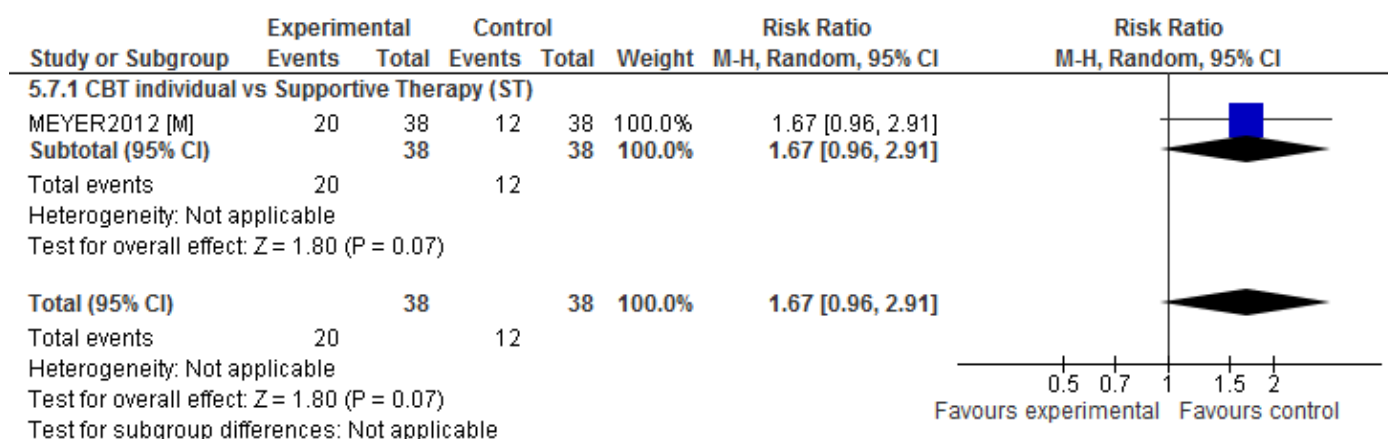 Experimental Control Risk Ratio Risk Ratio
Study or Subgroup Events Total Events Total Weight M-H, Random, 95% CI M-H, Random, 95% CI
5.7.1 CBT individual vs Supportive Therapy (ST)
MEYER2012 [M] 20 38 12 38 100.0% 1.67 [0.96, 2.91]
Subtotal (95% CI) 38 38 100.0% 1.67 [0.96, 2.91]
Total events 20 12
Heterogeneity: Not applicable
Test for overall effect: Z = 1.80 (P = 0.07)
Total (95% CI) 38 38 100.0% 1.67 [0.96, 2.91]
Total events 20 12
Heterogeneity: Not applicable
Test for overall effect: Z = 1.80 (P = 0.07)
Test for subgroup differences: Not applicable
0.5 0.7 1 1.5 2
Favours experimental Favours control